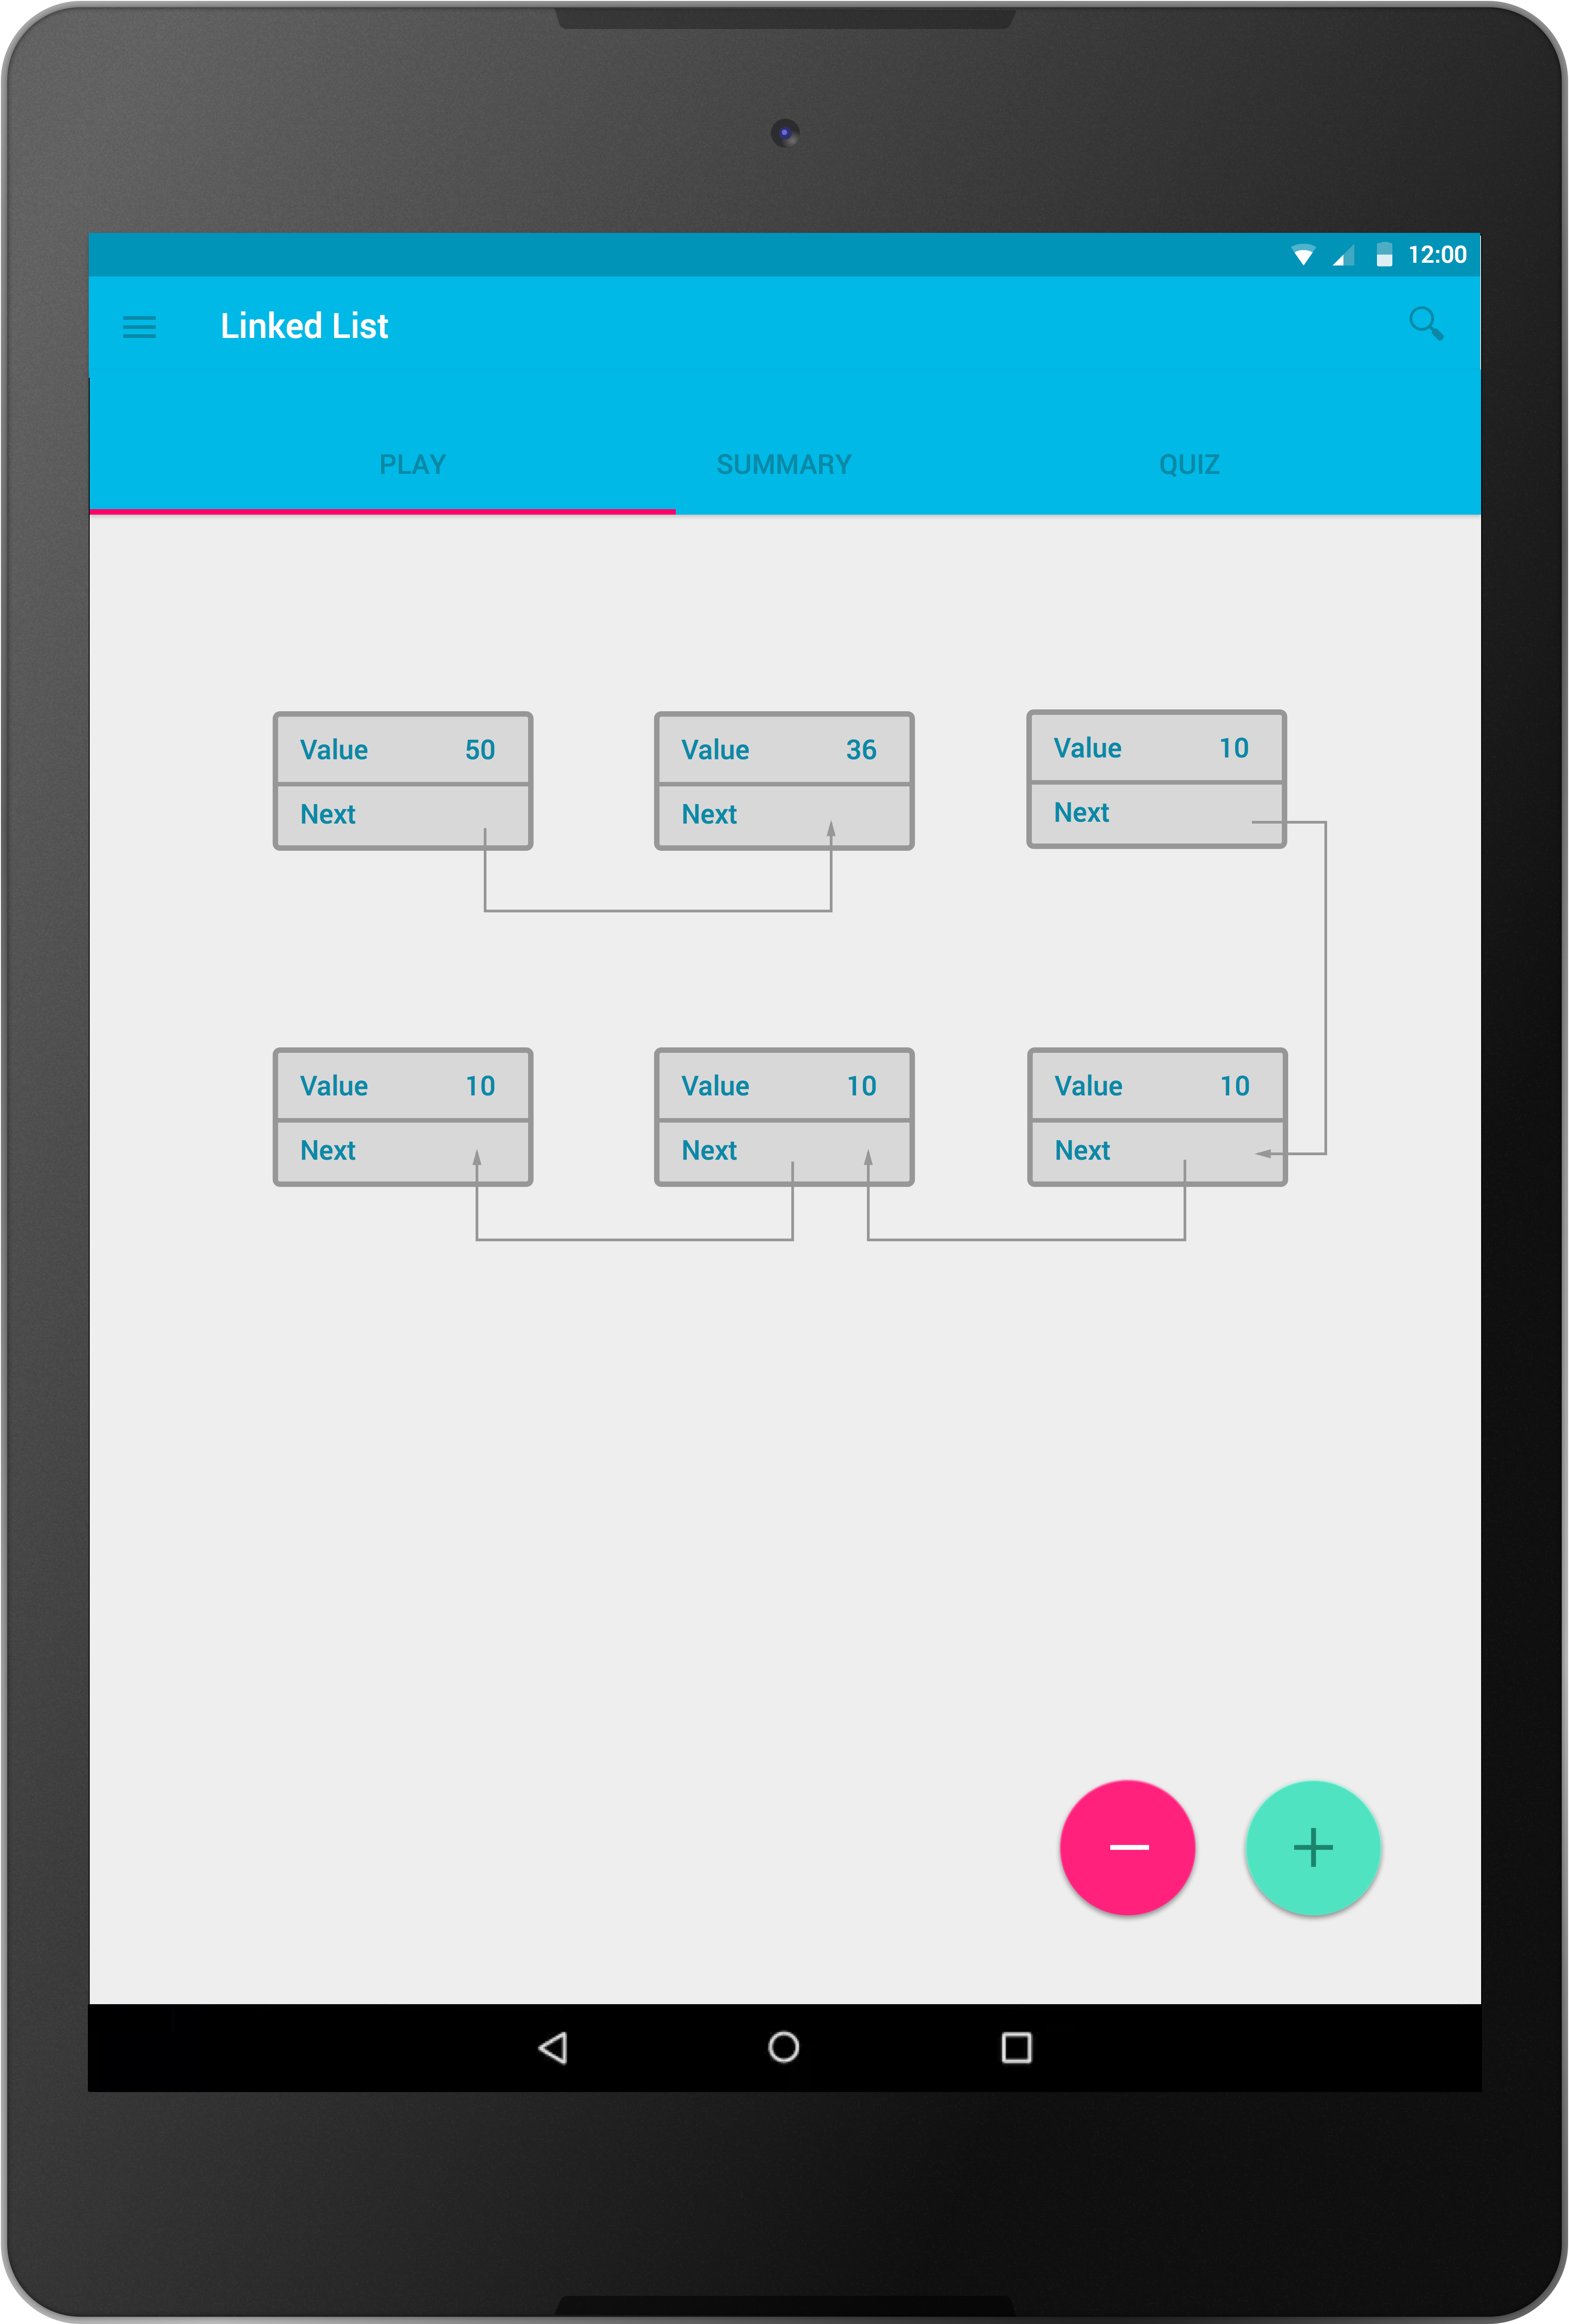 12:00
Linked List
PLAY SUMMARY QUIZ
Value 50
Next
Value 36
Next
Value 10
Next
Value 10
Next
Value 10
Next
Value 10
Next